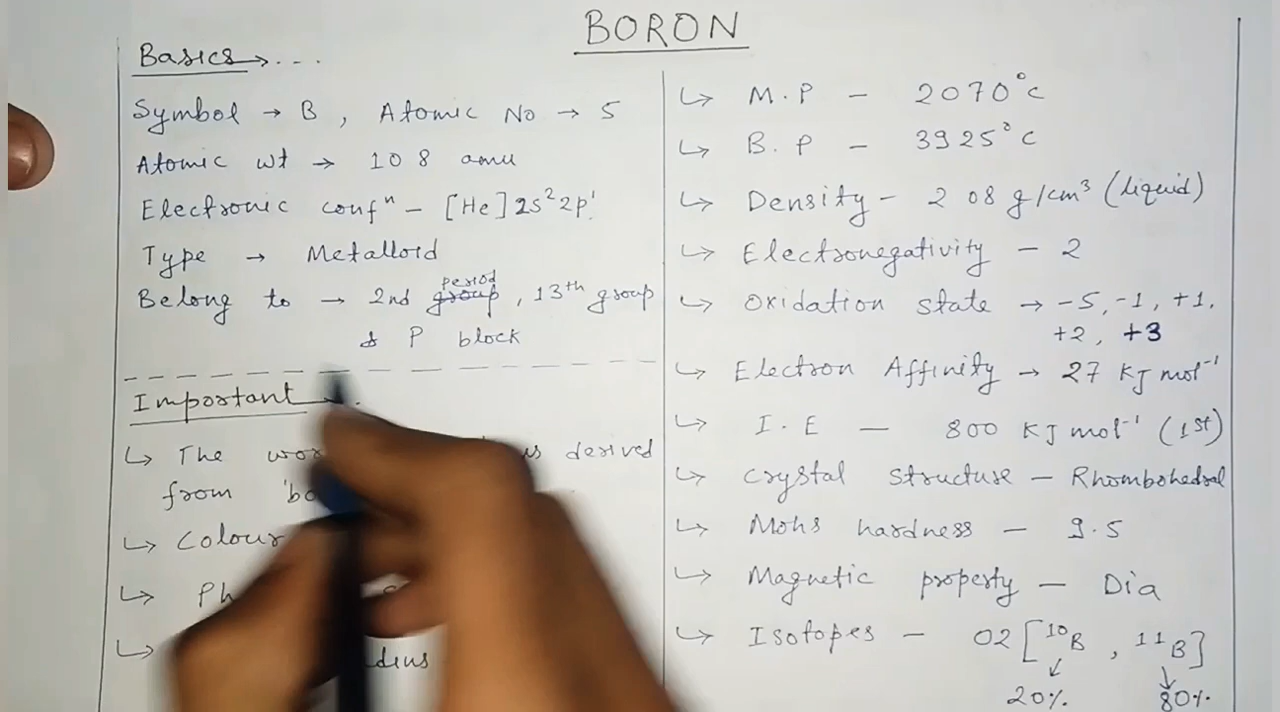 BORON
Basics → ...
Symbol → B , Atomic No → 5
Atomic wt → 10 8 amu
Electronic confⁿ – [He] 2s² 2p¹
Type → Metalloid
period
Belong to → 2nd group , 13th group
& P block
Important → .
↳ The derived
from
↳ Colour
↳
↳
↳ M.P – 2070°C
↳ B.P – 3925°C
↳ Density – 2 08 g/cm³ (liquid)
↳ Electronegativity – 2
↳ Oxidation state → -5, -1, +1,
+2, +3
↳ Electron Affinity → 27 KJ mol⁻¹
↳ I.E – 800 KJ mol⁻¹ (1st)
↳ Crystal structure – Rhombohedral
↳ Mohs hardness – 9.5
↳ Magnetic property – Dia
↳ Isotopes – 02 [¹⁰B , ¹¹B]
↙ ↓
20% 80%